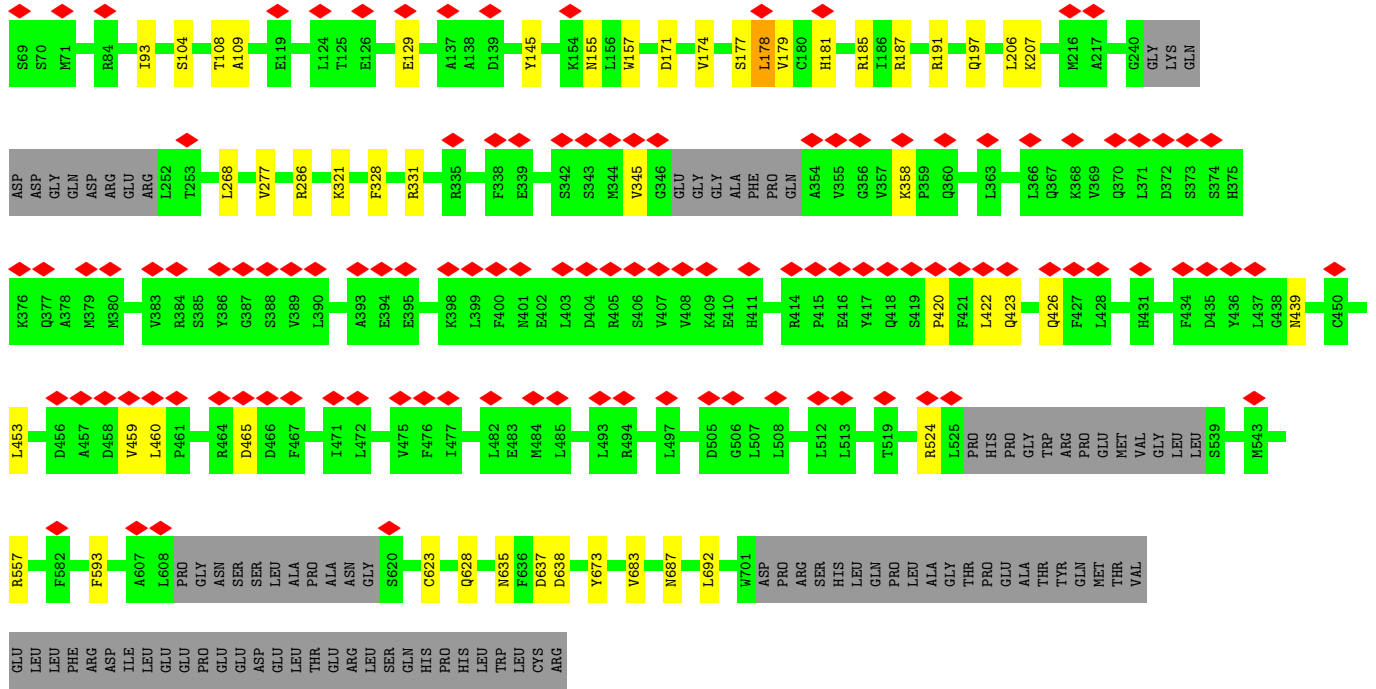 S69 S70 M71 R84 I93 S104 T108 A109 E119 L124 T125 E126 E129 A137 A138 D139 Y145 K154 N155 L156 W157 D171 V174 S177 L178 V179 C180 H181 R185 I186 R187 R191 Q197 L206 K207 M216 A217 G240 GLY LYS GLN
ASP ASP GLY GLN ASP ARG GLU ARG L252 T253 L268 V277 R286 K321 F328 R331 R335 F338 E339 S342 S343 M344 V345 G346 GLU GLY GLY ALA PHE PRO GLN A354 V355 G356 V357 K358 P359 Q360 L363 L366 Q367 K368 V369 Q370 L371 D372 S373 S374 H375
K376 Q377 A378 M379 M380 V383 R384 S385 Y386 G387 S388 V389 L390 A393 E394 E395 K398 L399 F400 N401 E402 L403 D404 R405 S406 V407 V408 K409 E410 H411 R414 P415 E416 Y417 Q418 S419 P420 F421 L422 Q423 Q426 F427 L428 H431 F434 D435 Y436 L437 G438 N439 C450
L453 D456 A457 D458 V459 L460 P461 R464 D465 D466 F467 I471 L472 V475 F476 I477 L482 E483 M484 L485 L493 R494 L497 D505 G506 L507 L508 L512 L513 T519 R524 L525 PRO HIS PRO GLY TRP ARG PRO GLU MET VAL GLY LEU LEU S539 M543
R557 F582 F593 A607 L608 PRO GLY ASN SER SER LEU ALA PRO ALA ASN GLY S620 C623 Q628 N635 F636 D637 D638 Y673 V683 N687 L692 W701 ASP PRO ARG SER HIS LEU GLN PRO LEU ALA GLY THR PRO GLU ALA THR TYR GLN MET THR VAL
GLU LEU LEU PHE ARG ASP ILE LEU GLU GLU PRO GLU GLU ASP GLU LEU THR GLU ARG LEU SER GLN HIS PRO HIS LEU TRP LEU CYS ARG